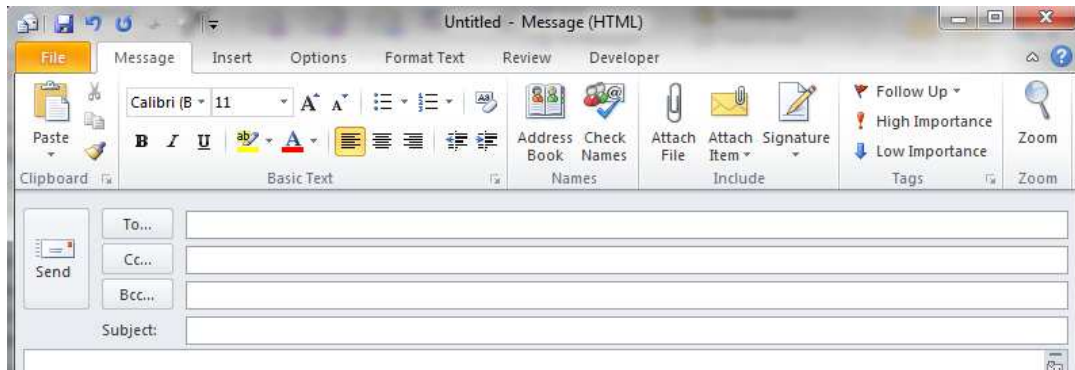 Untitled - Message (HTML)
File Message Insert Options Format Text Review Developer
Calibri (B 11
Paste
B I U ab A
Aa
Address Book
Check Names
Attach File
Attach Item
Signature
Follow Up
High Importance
Low Importance
Zoom
Clipboard Basic Text Names Include Tags Zoom
Send
To...
Cc...
Bcc...
Subject: